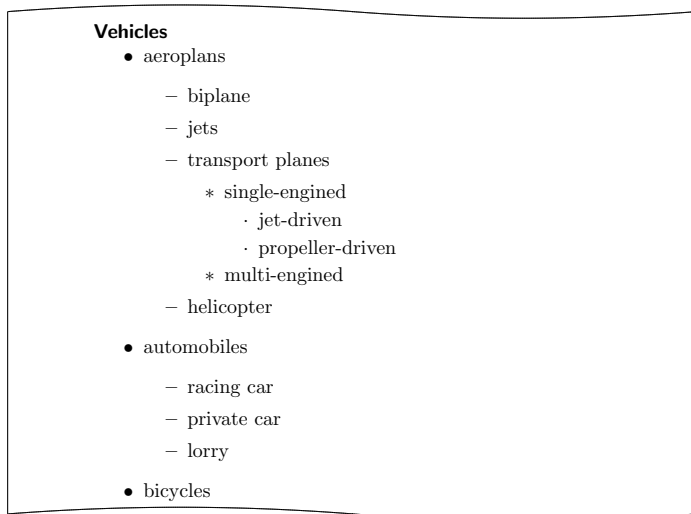 Vehicles
• aeroplans
– biplane
– jets
– transport planes
∗ single-engined
· jet-driven
· propeller-driven
∗ multi-engined
– helicopter
• automobiles
– racing car
– private car
– lorry
• bicycles